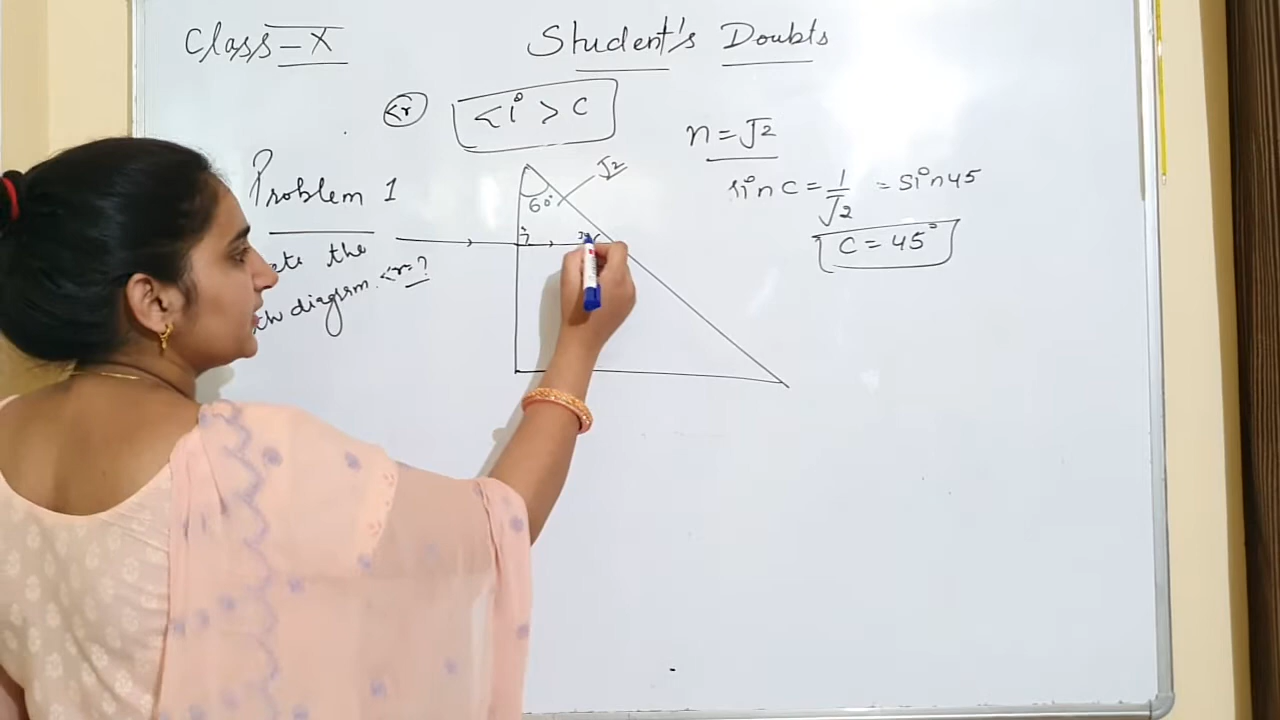 Class-X
Student's Doubts
<r
<i > C
Problem 1
the
diagram. <r=?
√2
60°
n = √2
sin C = 1/√2 = sin 45
C = 45°